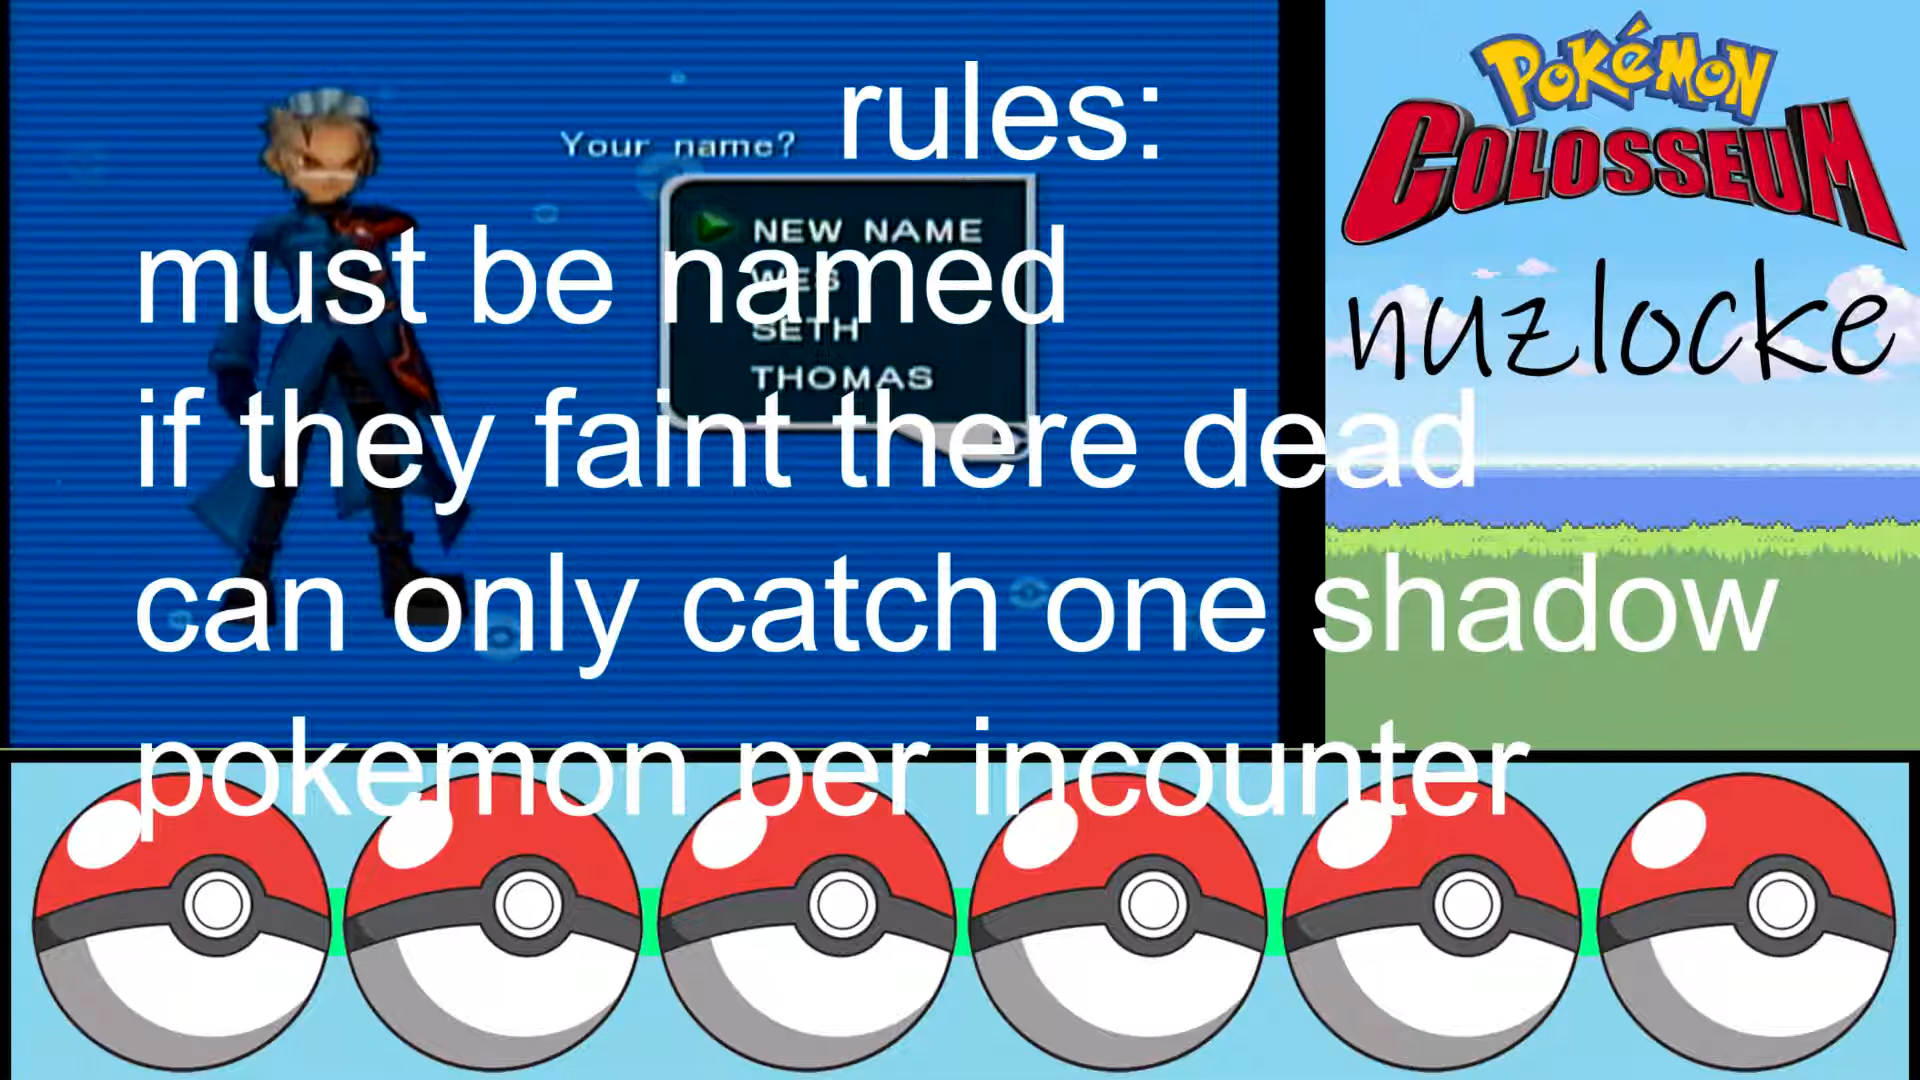 POKéMON
COLOSSEUM
nuzlocke
rules:
Your name?
NEW NAME
WES
SETH
THOMAS
must be named
if they faint there dead
can only catch one shadow
pokemon per incounter